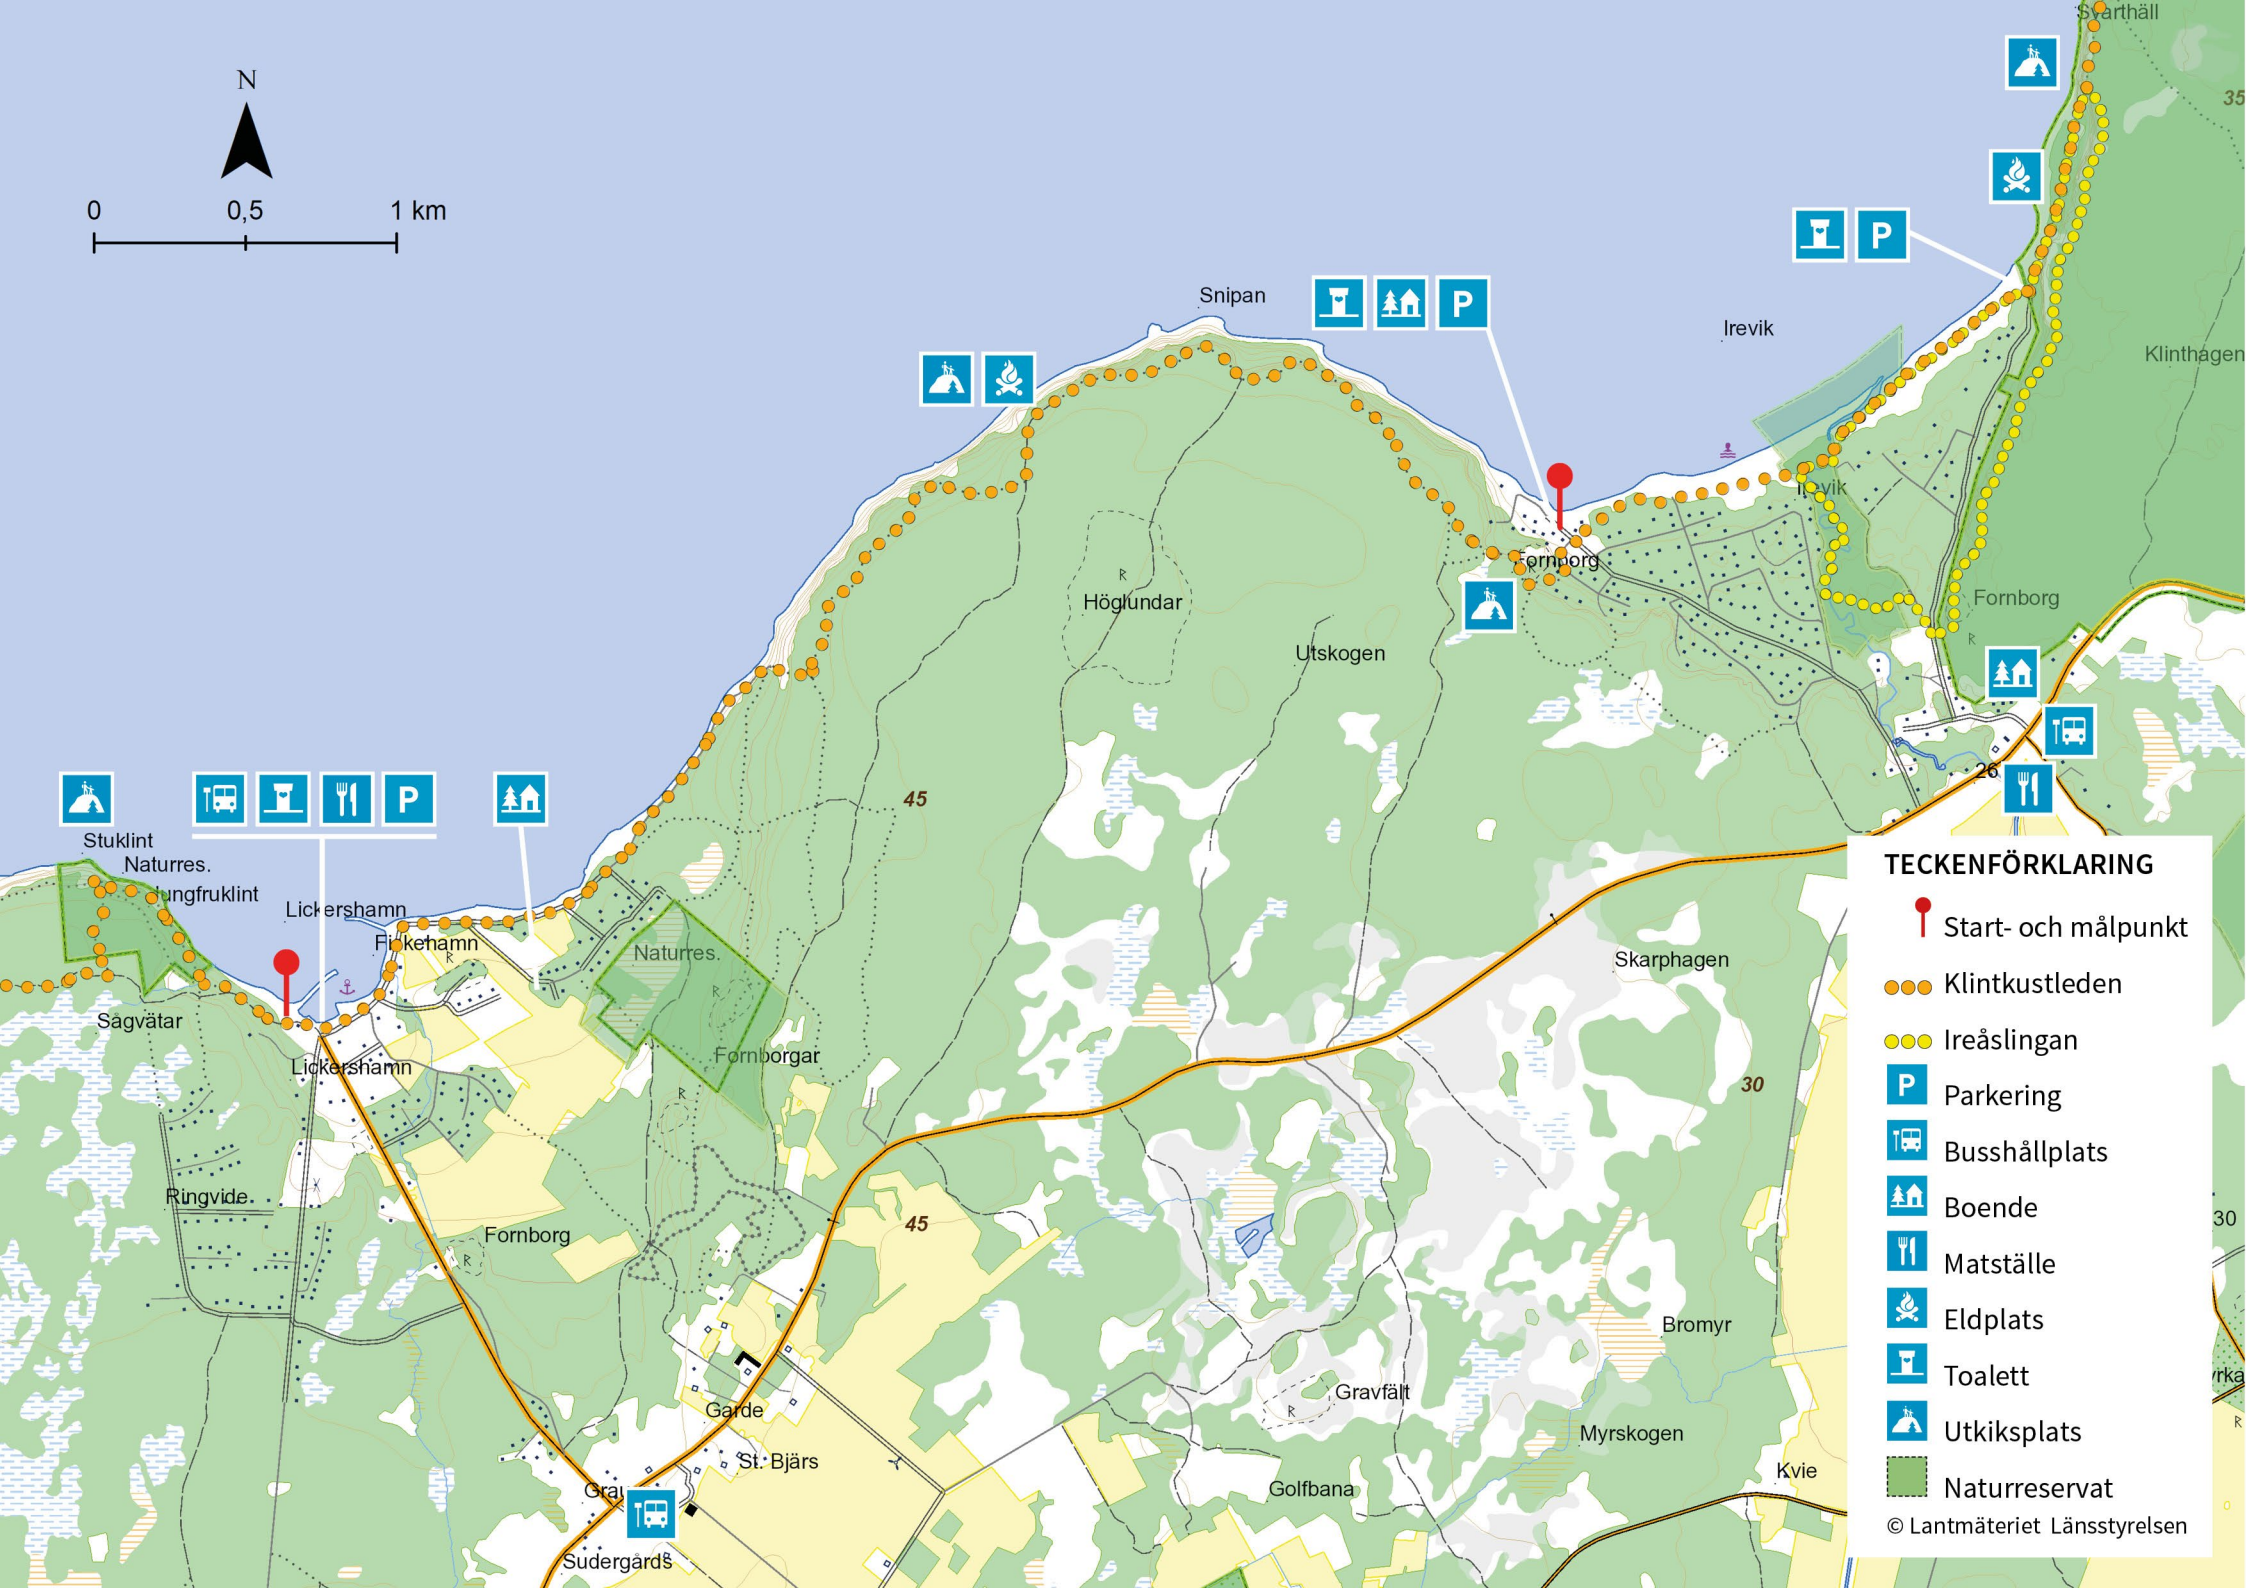 Svarthäll
N
35
0 0,5 1 km
P
Snipan
P
Irevik
Klinthagen
Irevik
Fornborg
Höglundar
Fornborg
Utskogen
26
45
P
Stuklint
Naturres.
Jungfruklint
Lickershamn
Fiskehamn
Naturres.
Skarphagen
Sågvätar
Fornborgar
Lickershamn
30
Ringvide
45
Fornborg
30
Bromyr
Gravfält
Garde
Myrskogen
St. Bjärs
Kvie
Golfbana
Sudergårds
TECKENFÖRKLARING
Start- och målpunkt
Klintkustleden
Ireåslingan
P Parkering
Busshållplats
Boende
Matställe
Eldplats
Toalett
Utkiksplats
Naturreservat
© Lantmäteriet Länsstyrelsen